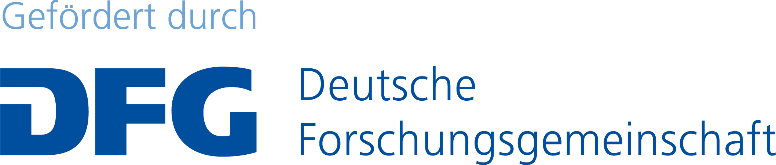 Gefördert durch
DFG
Deutsche
Forschungsgemeinschaft